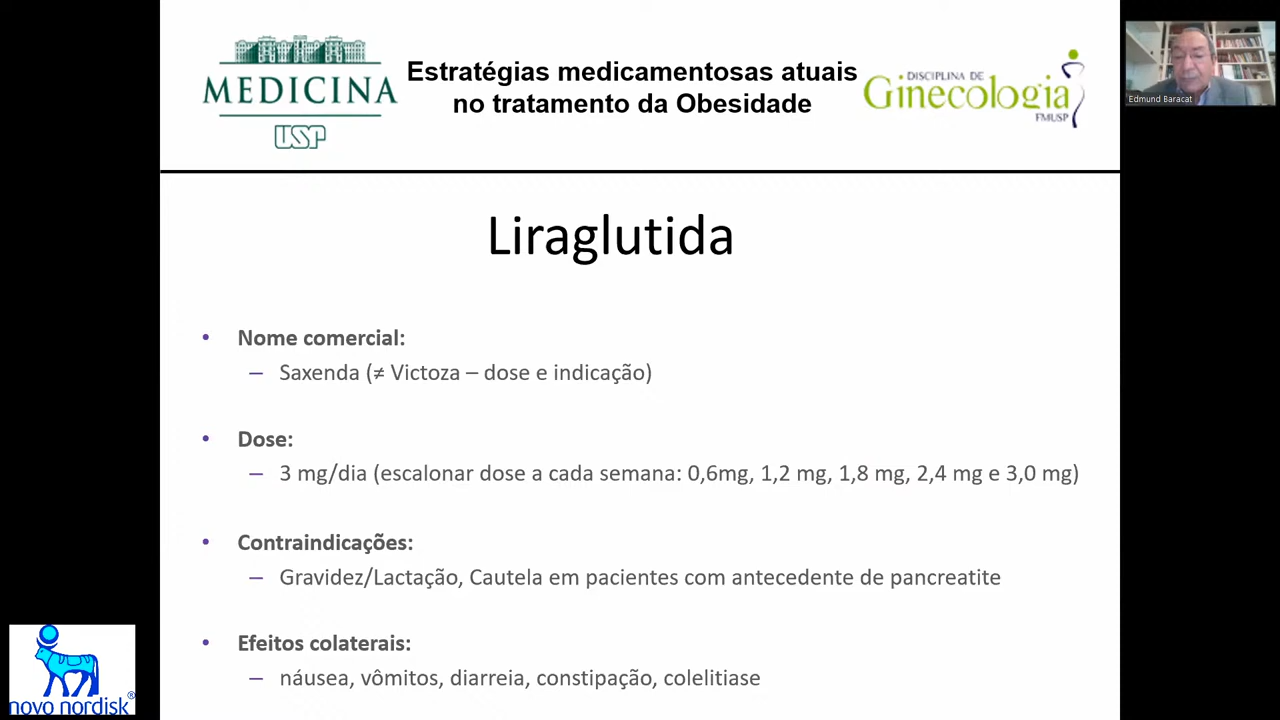 MEDICINA
USP
Estratégias medicamentosas atuais
no tratamento da Obesidade
DISCIPLINA DE
Ginecologia
FMUSP
Edmund Baracat
Liraglutida
• Nome comercial:
– Saxenda (≠ Victoza – dose e indicação)
• Dose:
– 3 mg/dia (escalonar dose a cada semana: 0,6mg, 1,2 mg, 1,8 mg, 2,4 mg e 3,0 mg)
• Contraindicações:
– Gravidez/Lactação, Cautela em pacientes com antecedente de pancreatite
• Efeitos colaterais:
– náusea, vômitos, diarreia, constipação, colelitiase
novo nordisk®